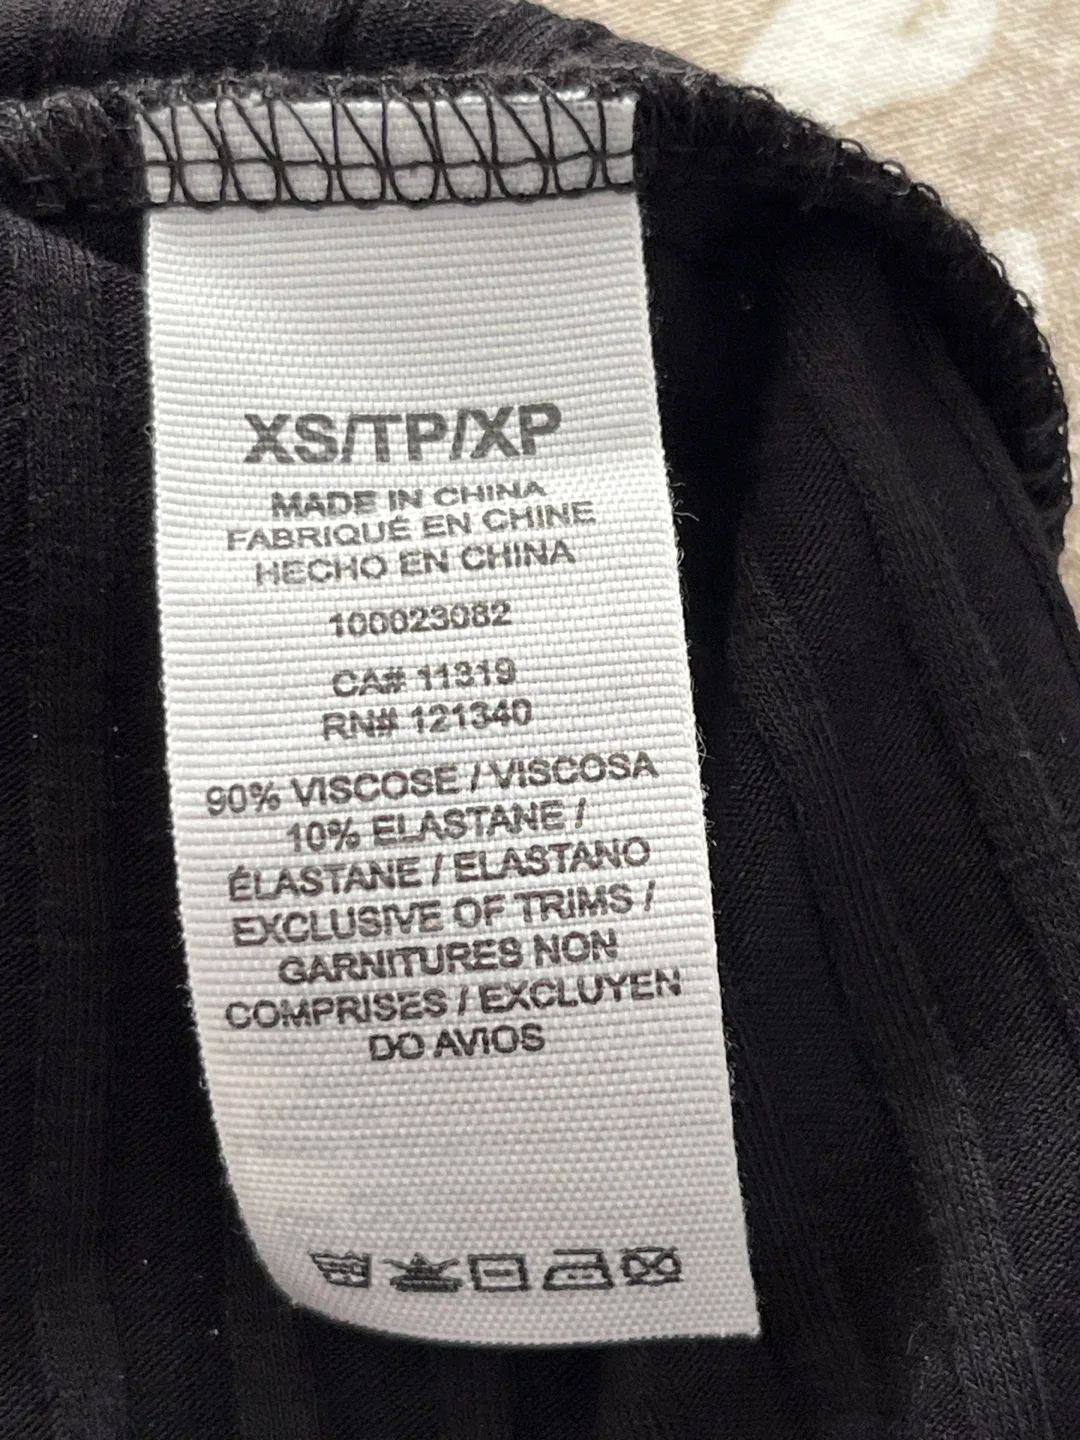 XS/TP/XP
MADE IN CHINA
FABRIQUÉ EN CHINE
HECHO EN CHINA
100023082
CA# 11319
RN# 121340
90% VISCOSE / VISCOSA
10% ELASTANE /
ÉLASTANE / ELASTANO
EXCLUSIVE OF TRIMS /
GARNITURES NON
COMPRISES / EXCLUYEN
DO AVIOS